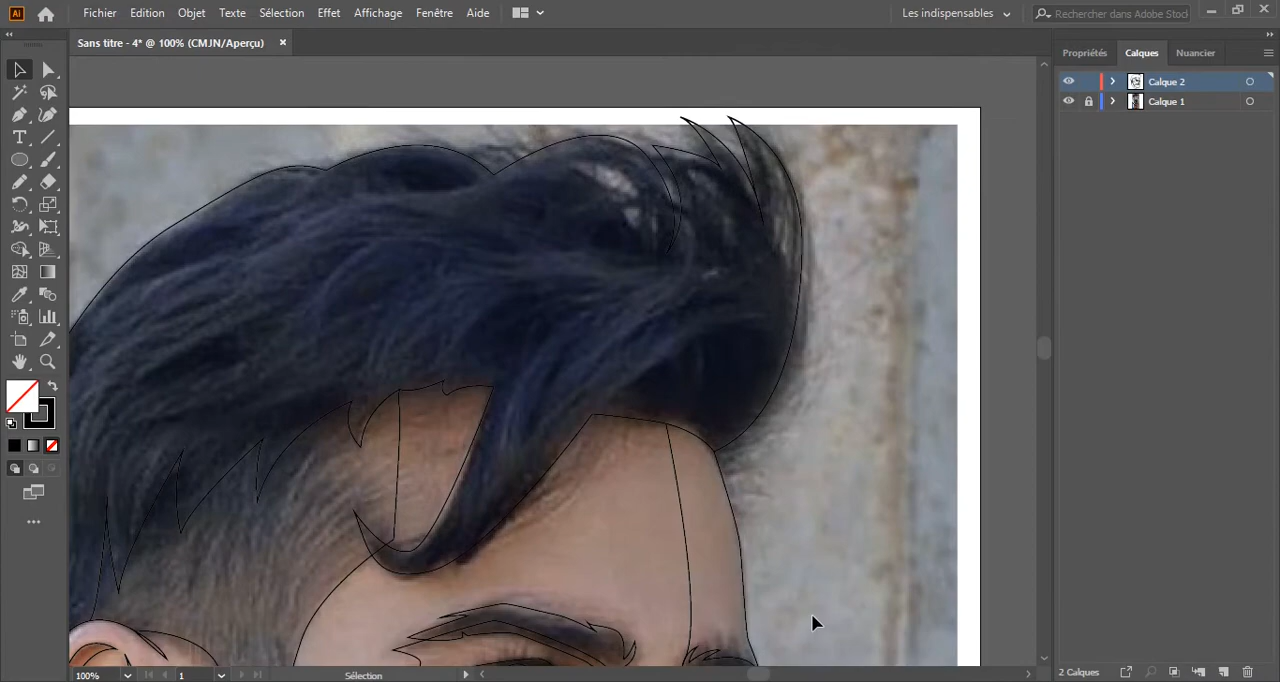 Ai Fichier Edition Objet Texte Sélection Effet Affichage Fenêtre Aide Les indispensables Rechercher dans Adobe Stock
Sans titre - 4* @ 100% (CMJN/Aperçu) ×
Propriétés Calques Nuancier
Calque 2
Calque 1
100% 1 Sélection
2 Calques